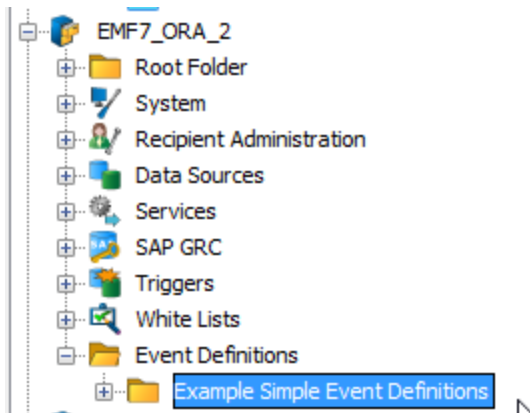 EMF7_ORA_2
Root Folder
System
Recipient Administration
Data Sources
Services
SAP GRC
Triggers
White Lists
Event Definitions
Example Simple Event Definitions